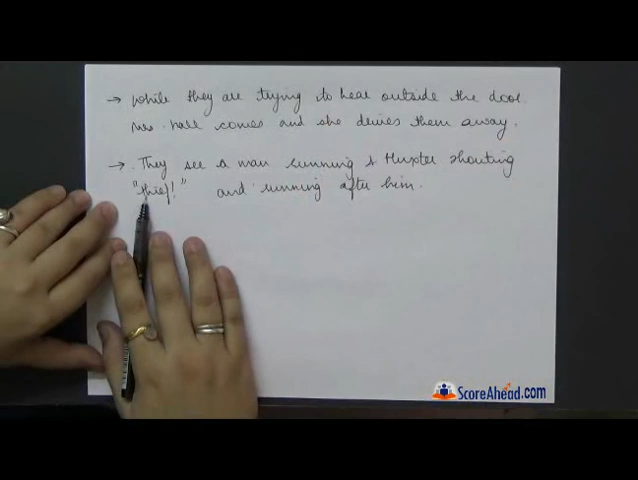 → while they are trying to hear outside the door
Mrs. Hall comes and she drives them away.
→ They see a man running & Huxter shouting
"thief!" and running after him.
ScoreAhead.com